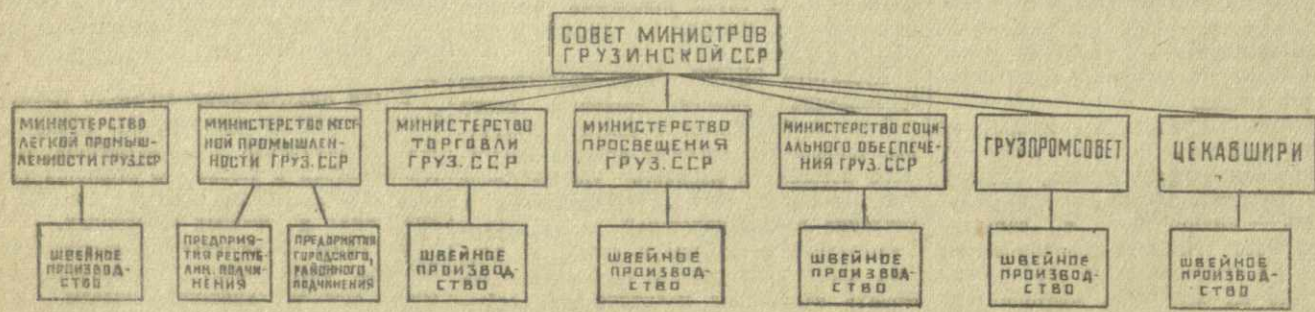 СОВЕТ МИНИСТРОВ
ГРУЗИНСКОЙ ССР
МИНИСТЕРСТВО
ЛЕГКОЙ ПРОМЫШ-
ЛЕННОСТИ ГРУЗ.ССР
МИНИСТЕРСТВО МЕСТ-
НОЙ ПРОМЫШЛЕН-
НОСТИ ГРУЗ. ССР
МИНИСТЕРСТВО
ТОРГОВЛИ
ГРУЗ. ССР
МИНИСТЕРСТВО
ПРОСВЕЩЕНИЯ
ГРУЗ. ССР
МИНИСТЕРСТВО СОЦИ-
АЛЬНОГО ОБЕСПЕЧЕ-
НИЯ ГРУЗ. ССР
ГРУЗПРОМСОВЕТ
ЦЕКАВШИРИ
ШВЕЙНОЕ
ПРОИЗВОД-
СТВО
ПРЕДПРИЯ-
ТИЯ РЕСПУБ-
ЛИК. ПОДЧИ-
НЕНИЯ
ПРЕДПРИЯТИЯ
ГОРОДСКОГО,
РАЙОННОГО
ПОДЧИНЕНИЯ
ШВЕЙНОЕ
ПРОИЗВОД-
СТВО
ШВЕЙНОЕ
ПРОИЗВОД-
СТВО
ШВЕЙНОЕ
ПРОИЗВОД-
СТВО
ШВЕЙНОЕ
ПРОИЗВОД-
СТВО
ШВЕЙНОЕ
ПРОИЗВОД-
СТВО